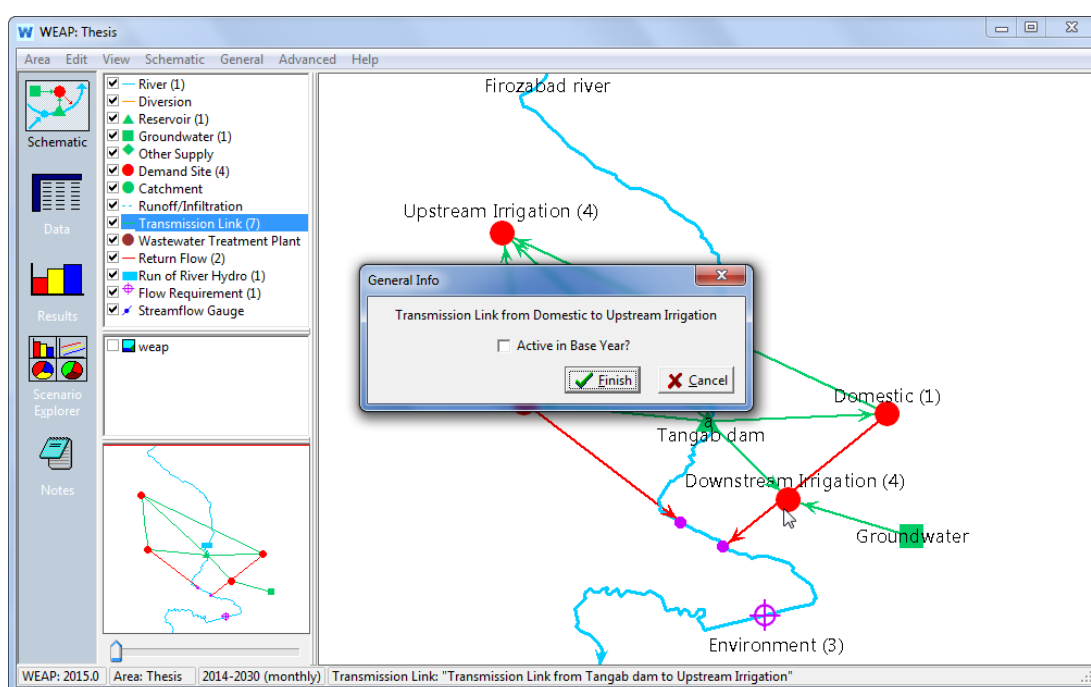 WEAP: Thesis
Area Edit View Schematic General Advanced Help
Schematic
Data
Results
Scenario
Explorer
Notes
River (1)
Diversion
Reservoir (1)
Groundwater (1)
Other Supply
Demand Site (4)
Catchment
Runoff/Infiltration
Transmission Link (7)
Wastewater Treatment Plant
Return Flow (2)
Run of River Hydro (1)
Flow Requirement (1)
Streamflow Gauge
weap
Firozabad river
Upstream Irrigation (4)
General Info
Transmission Link from Domestic to Upstream Irrigation
Active in Base Year?
Finish Cancel
Domestic (1)
a
Tangab dam
Downstream Irrigation (4)
Groundwater
Environment (3)
WEAP: 2015.0 Area: Thesis 2014-2030 (monthly) Transmission Link: "Transmission Link from Tangab dam to Upstream Irrigation"